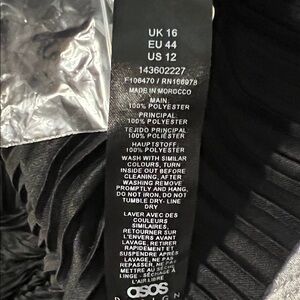 UK 16
EU 44
US 12
143602227
F106470 / RN166978
MADE IN MOROCCO
MAIN
100% POLYESTER
PRINCIPAL
100% POLYESTER
TEJIDO PRINCIPAL
100% POLIÉSTER
HAUPTSTOFF:
100% POLYESTER
WASH WITH SIMILAR
COLOURS, TURN
INSIDE OUT BEFORE
CLEANING, AFTER
WASHING REMOVE
PROMPTLY AND HANG,
DO NOT IRON, DO NOT
TUMBLE DRY- LINE
DRY
LAVER AVEC DES
COULEURS
SIMILAIRES,
RETOURNER SUR
L'ENVERS AVANT
LAVAGE, RETIRER
RAPIDEMENT ET
SUSPENDRE APRÈS
LAVAGE, NE PAS
REPASSER, NE PAS
METTRE AU SÈCHE
LINGE - SÉCHAGE À
L'AIR LIBRE
asos
DESIGN